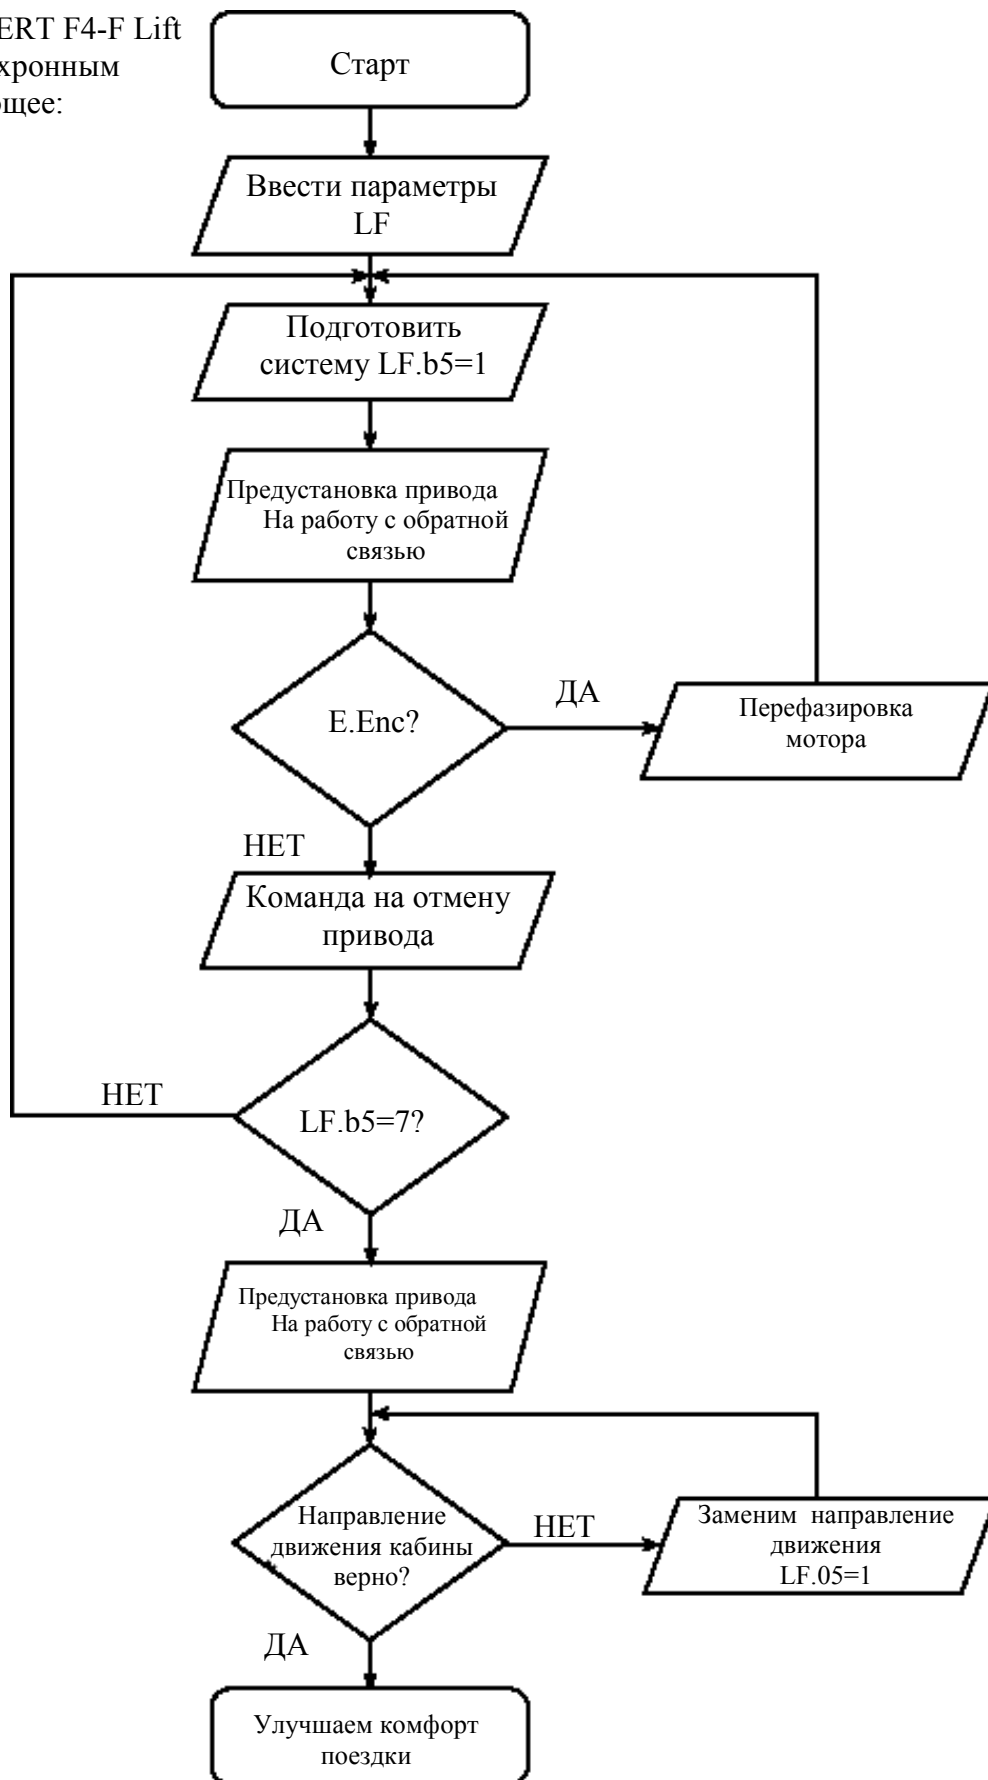 ERT F4-F Lift
хронным
щее:
Старт
Ввести параметры
LF
Подготовить
систему LF.b5=1
Предустановка привода
На работу с обратной
связью
E.Enc?
ДА
Перефазировка
мотора
НЕТ
Команда на отмену
привода
НЕТ
LF.b5=7?
ДА
Предустановка привода
На работу с обратной
связью
Направление
движения кабины
верно?
НЕТ
Заменим направление
движения
LF.05=1
ДА
Улучшаем комфорт
поездки